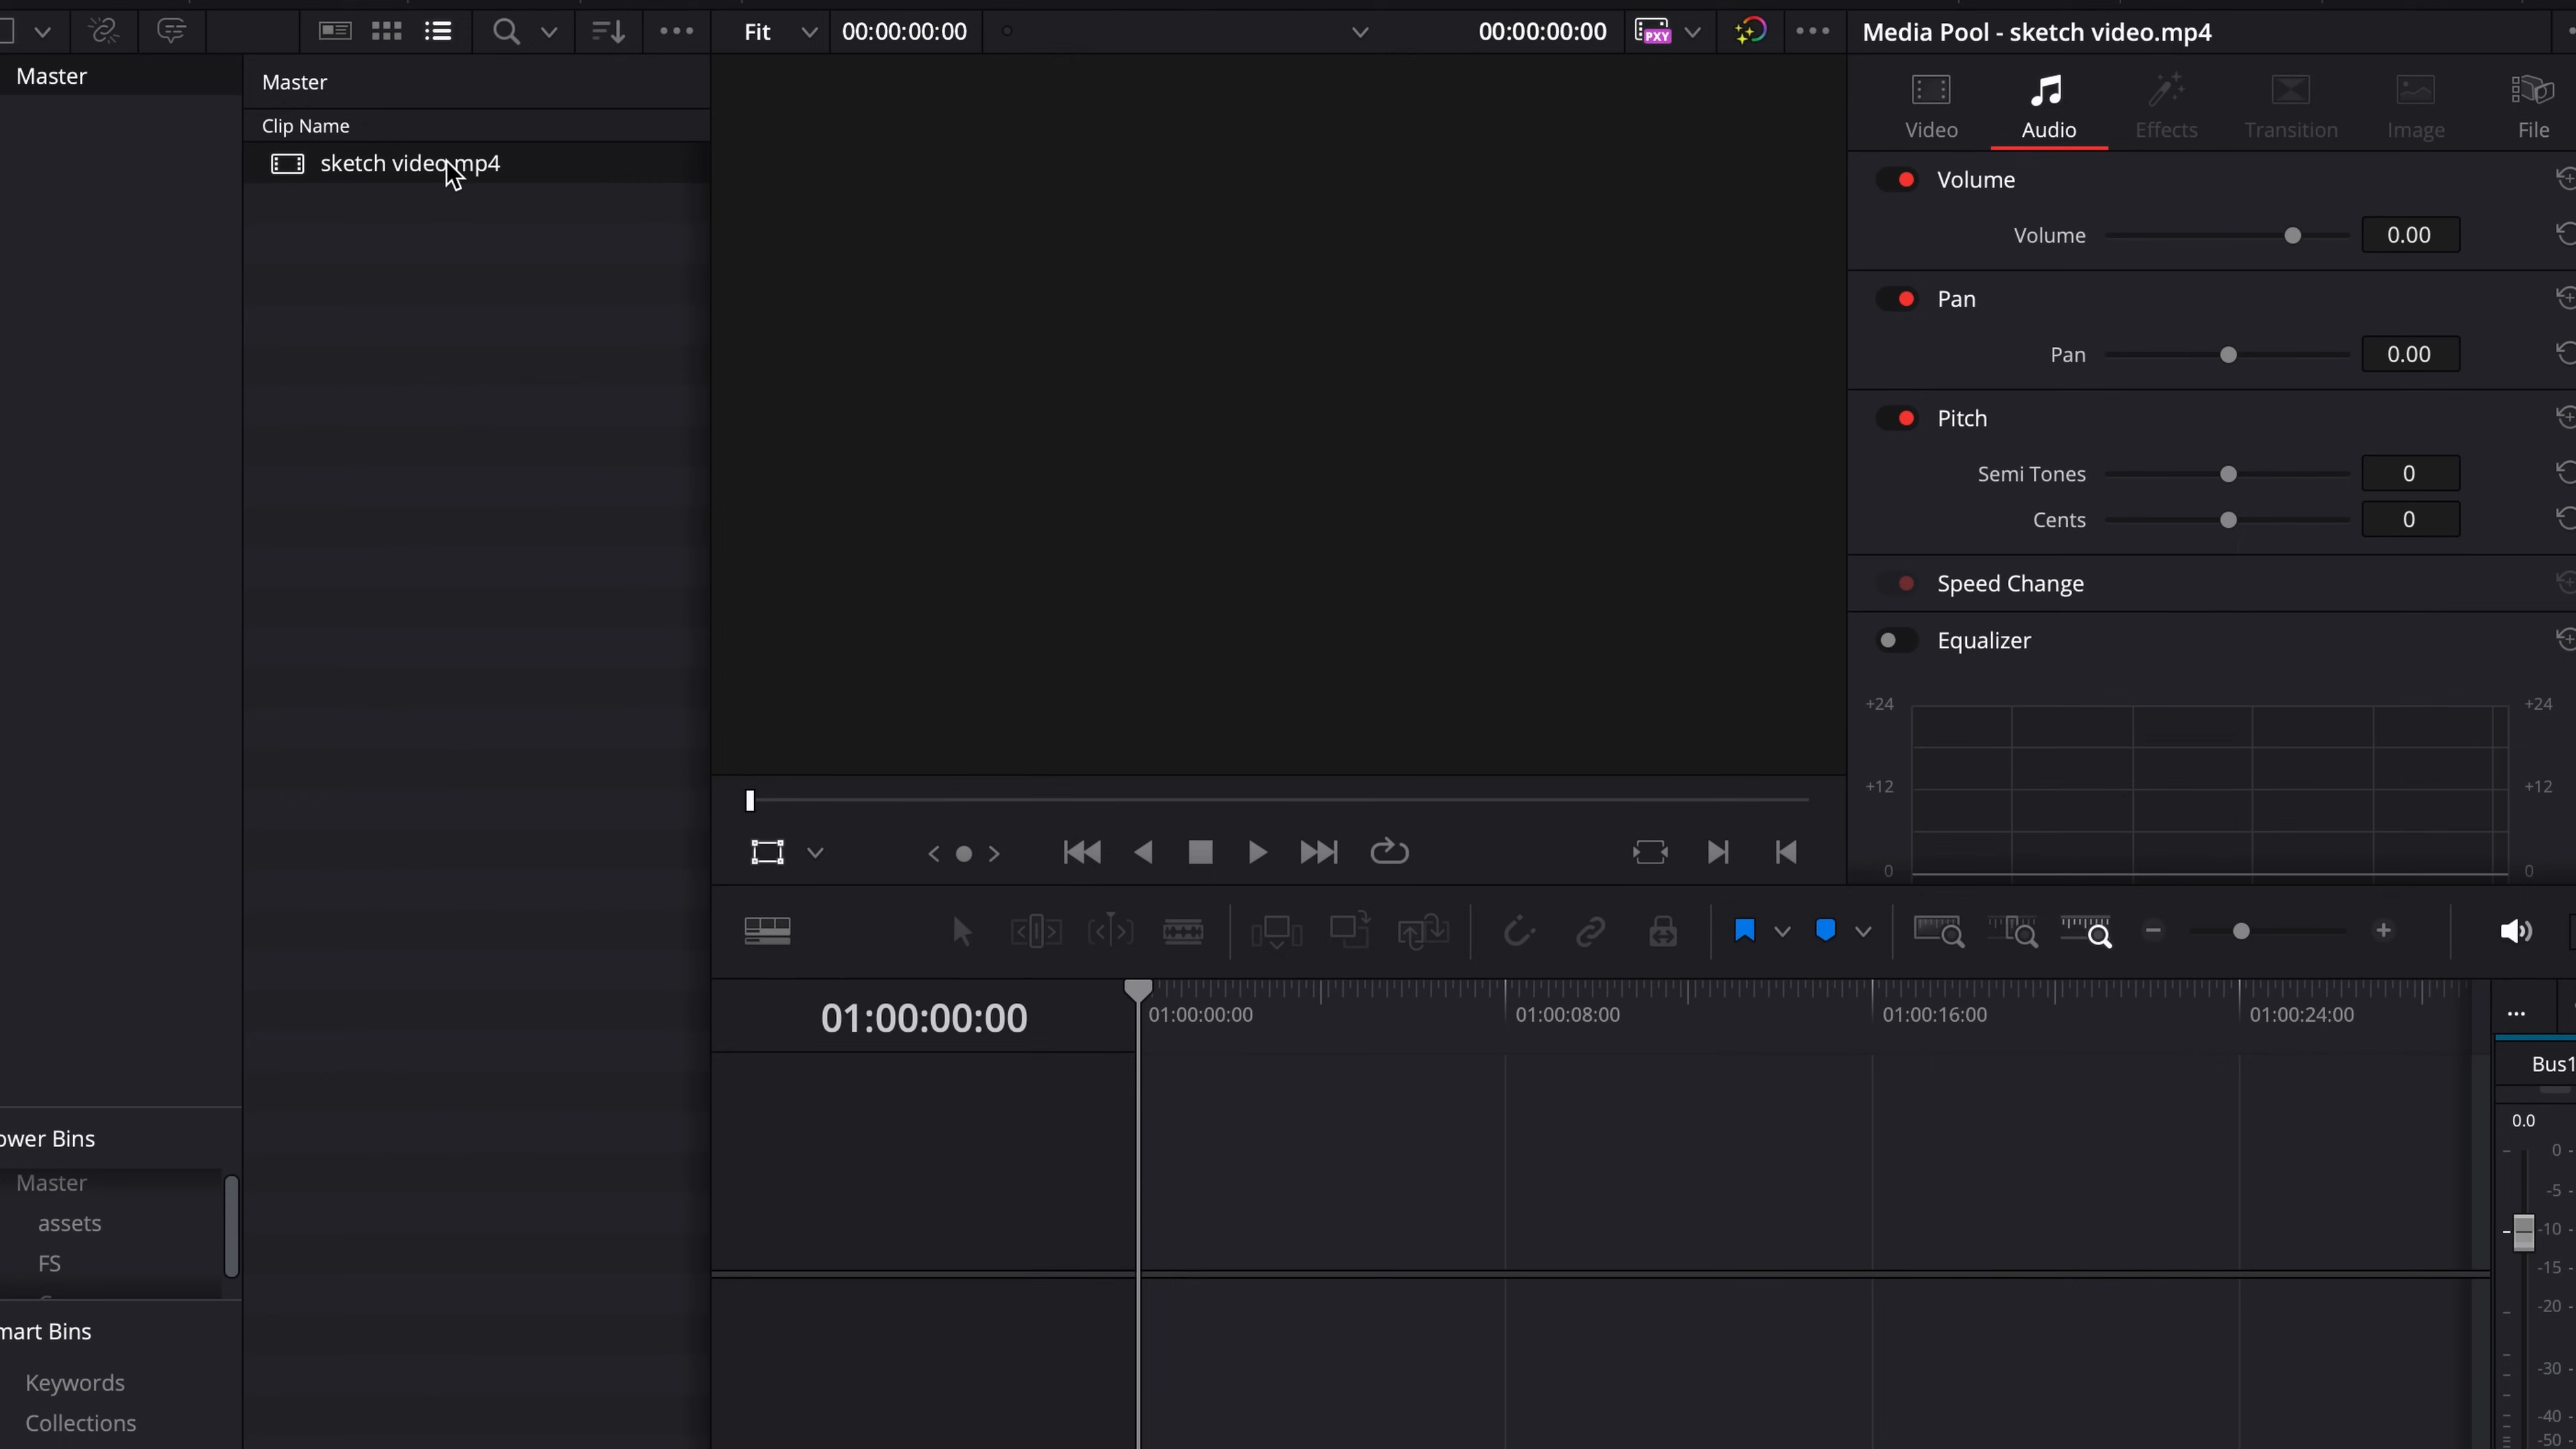 Fit
00:00:00:00
00:00:00:00
PXY
Media Pool - sketch video.mp4
Master
Master
Clip Name
sketch video.mp4
Video
Audio
Effects
Transition
Image
File
Volume
Volume
0.00
Pan
Pan
0.00
Pitch
Semi Tones
0
Cents
0
Speed Change
Equalizer
+24
+24
+12
+12
0
0
01:00:00:00
01:00:00:00
01:00:08:00
01:00:16:00
01:00:24:00
Bus1
0.0
0
-5
-10
-15
-20
-30
-40
-50
ower Bins
Master
assets
FS
mart Bins
Keywords
Collections